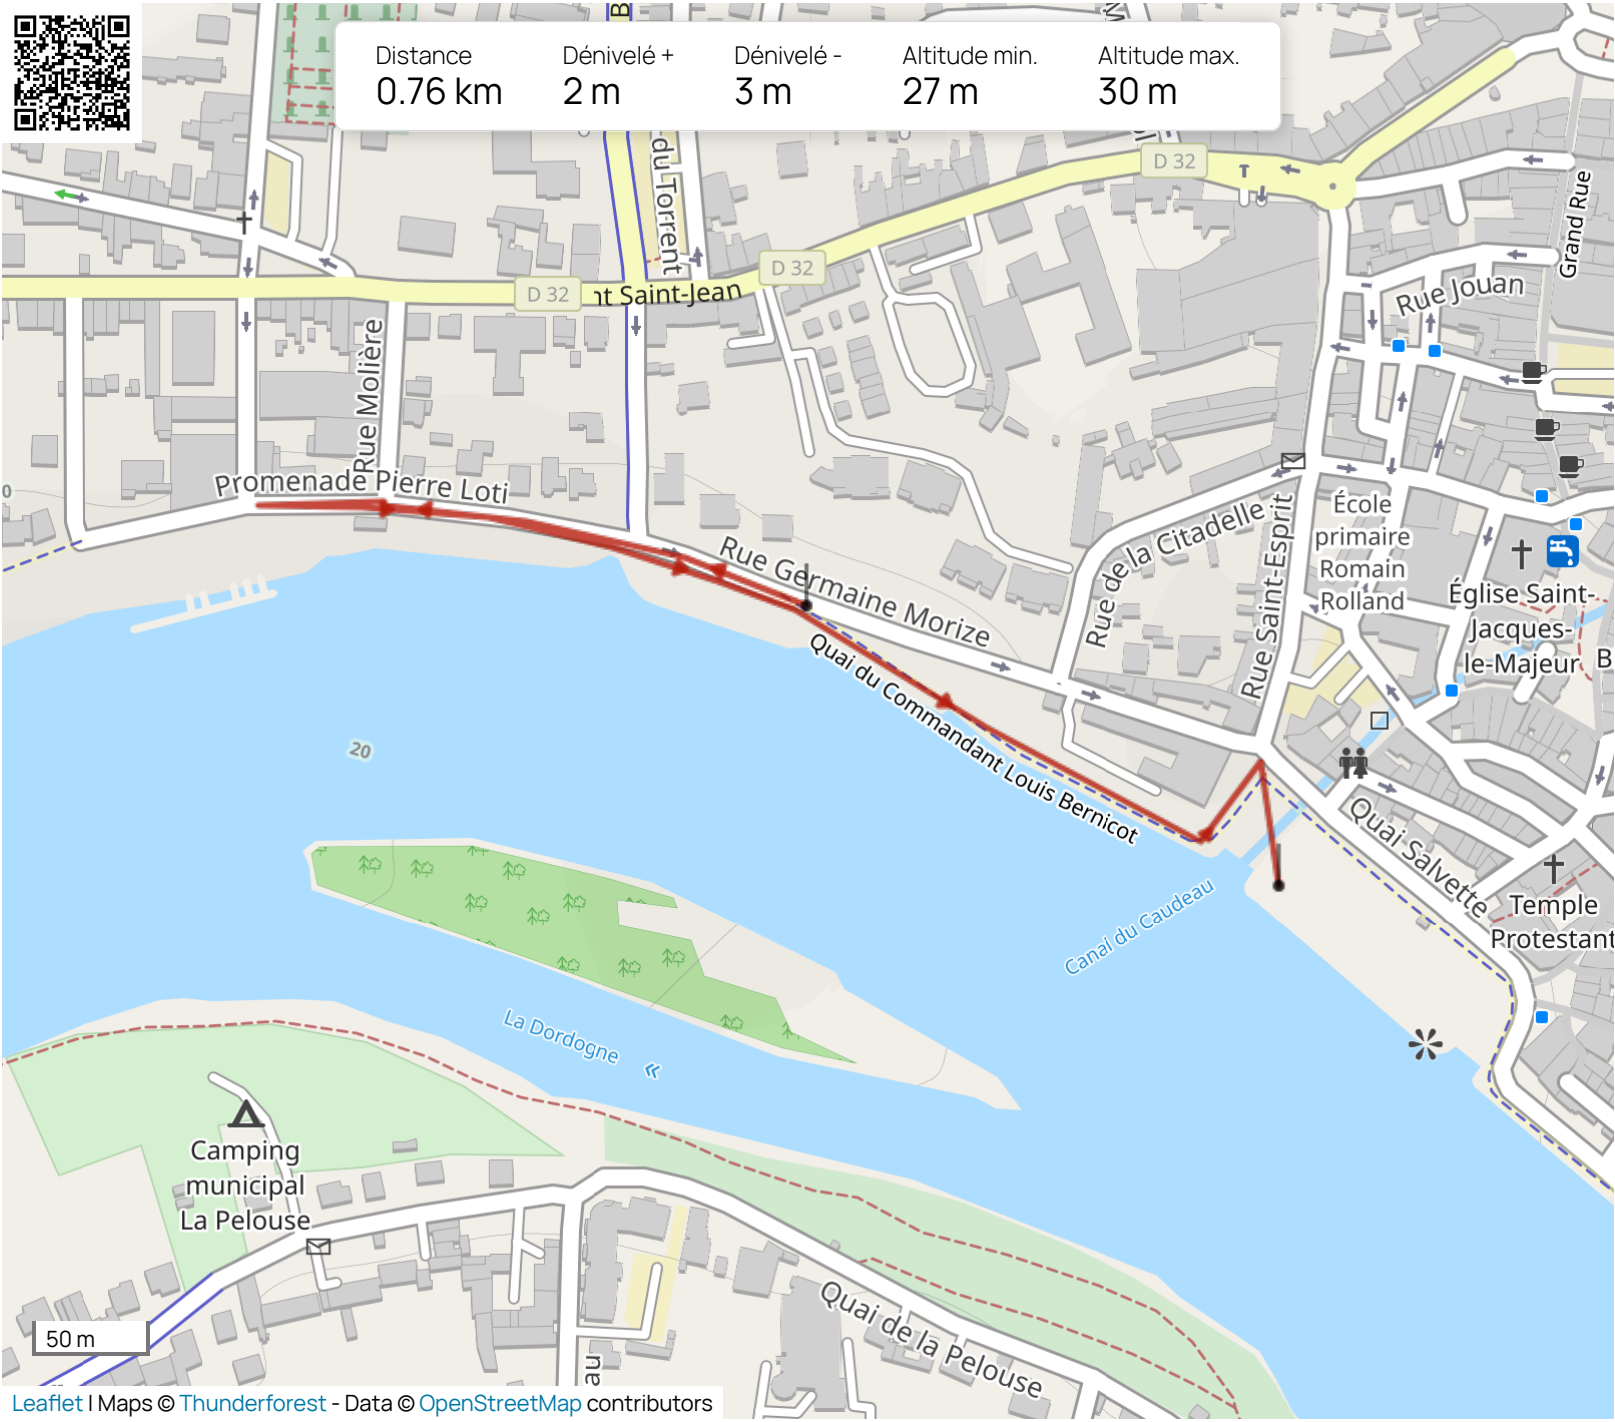 Distance
0.76 km
Dénivelé +
2 m
Dénivelé -
3 m
Altitude min.
27 m
Altitude max.
30 m
B
du Torrent
D 32
D 32
D 32
nt Saint-Jean
Grand Rue
Rue Jouan
Rue Molière
Promenade Pierre Loti
Rue Germaine Morize
Rue de la Citadelle
Rue Saint-Esprit
École
primaire
Romain
Rolland
Église Saint-
Jacques-
le-Majeur
B
Quai du Commandant Louis Bernicot
Quai Salvette
Temple
Protestant
Canal du Caudeau
20
0
La Dordogne
Camping
municipal
La Pelouse
Quai de la Pelouse
au
50 m
Leaflet | Maps © Thunderforest - Data © OpenStreetMap contributors